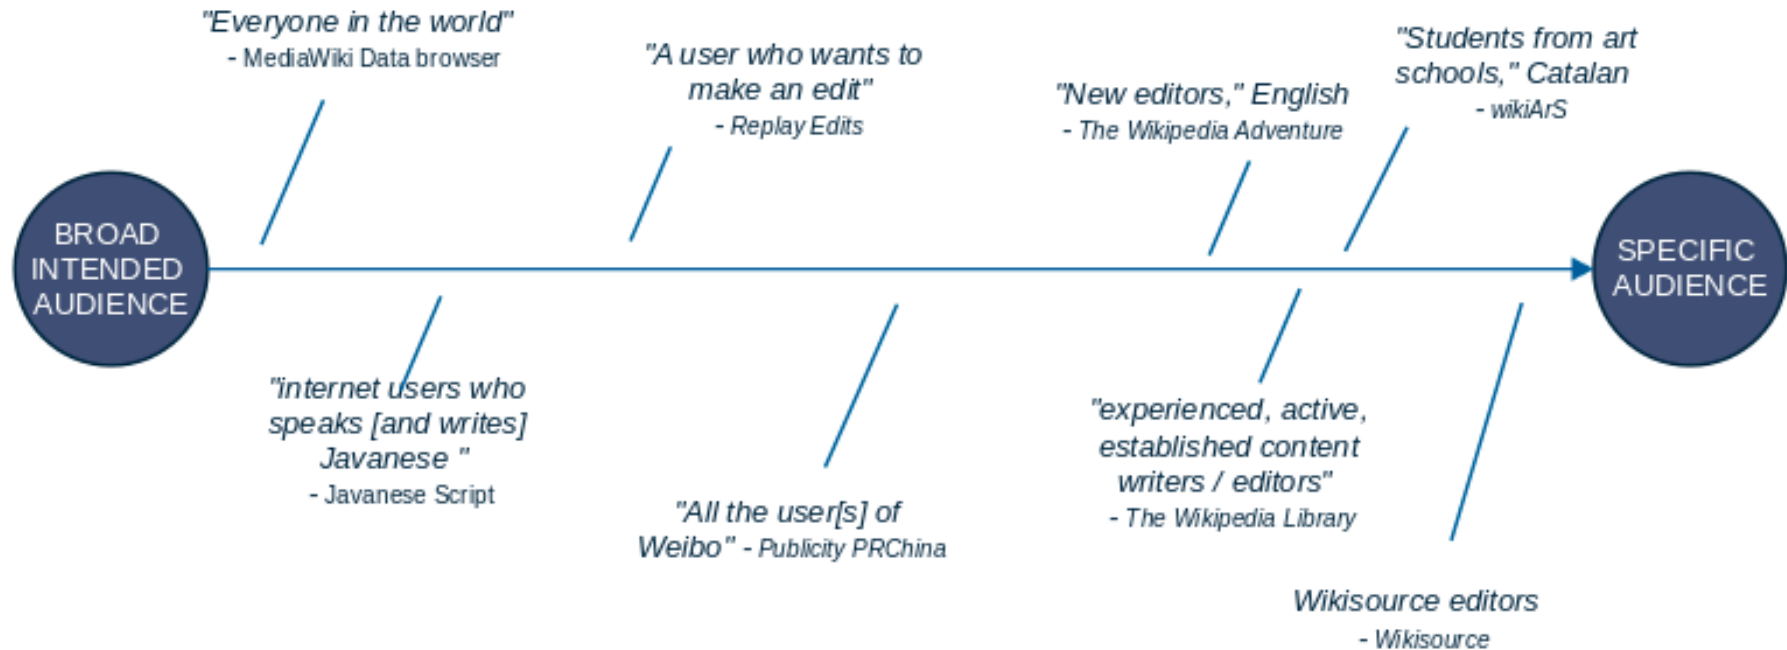 "Everyone in the world"
- MediaWiki Data browser
"A user who wants to
make an edit"
- Replay Edits
"New editors," English
- The Wikipedia Adventure
"Students from art
schools," Catalan
- wikiArS
BROAD
INTENDED
AUDIENCE
SPECIFIC
AUDIENCE
"internet users who
speaks [and writes]
Javanese "
- Javanese Script
"All the user[s] of
Weibo" - Publicity PRChina
"experienced, active,
established content
writers / editors"
- The Wikipedia Library
Wikisource editors
- Wikisource